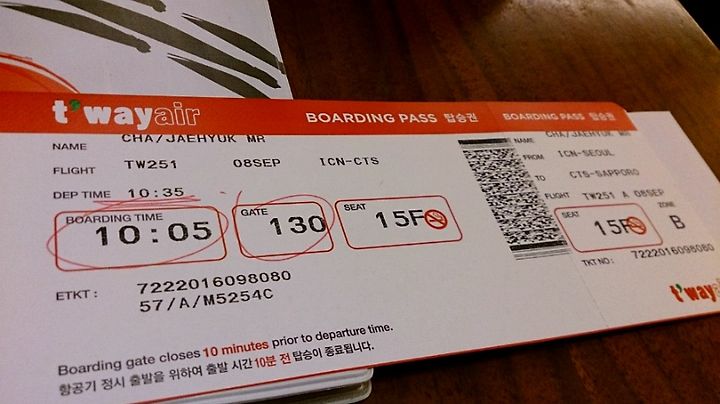 t'way air
BOARDING PASS 탑승권
NAME CHA/JAEHYUK MR
FLIGHT TW251 08SEP ICN-CTS
DEP TIME 10:35
BOARDING TIME 10:05
GATE 130
SEAT 15F
ETKT : 7222016098080
57/A/M5254C
Boarding gate closes 10 minutes prior to departure time.
항공기 정시 출발을 위하여 출발 시간 10분 전 탑승이 종료됩니다.
BOARDING PASS 탑승권
NAME CHA/JAEHYUK MR
FROM ICN-SEOUL
TO CTS-SAPPORO
FLIGHT TW251 A 08SEP
SEAT 15F
ZONE B
TKT NO : 7222016098080
t'way